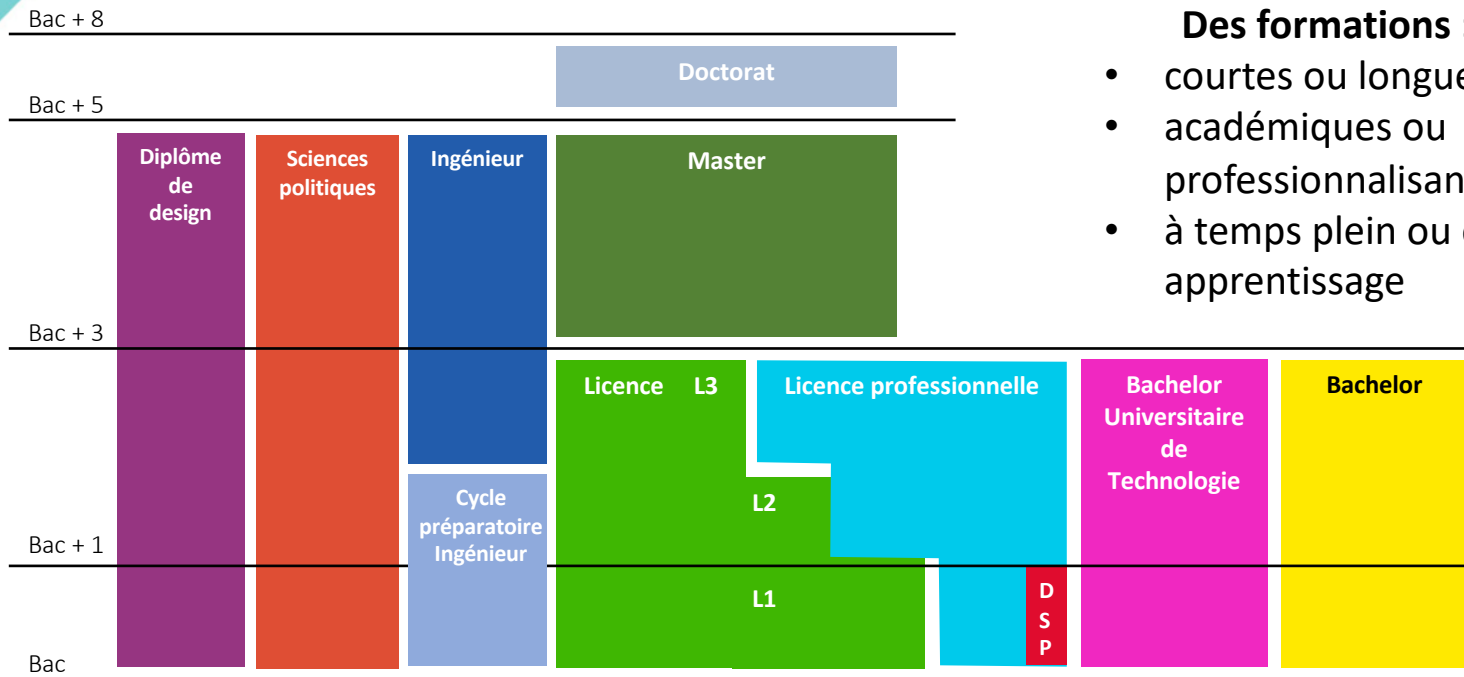 Bac + 8
Des formations :
courtes ou longue
Doctorat
Bac + 5
académiques ou
professionnalisan
à temps plein ou
apprentissage
Diplôme
de
design
Sciences
politiques
Ingénieur
Master
Bac + 3
Licence L3
Licence professionnelle
Bachelor
Universitaire
de
Technologie
Bachelor
Cycle
préparatoire
Ingénieur
L2
Bac + 1
L1
D
S
P
Bac